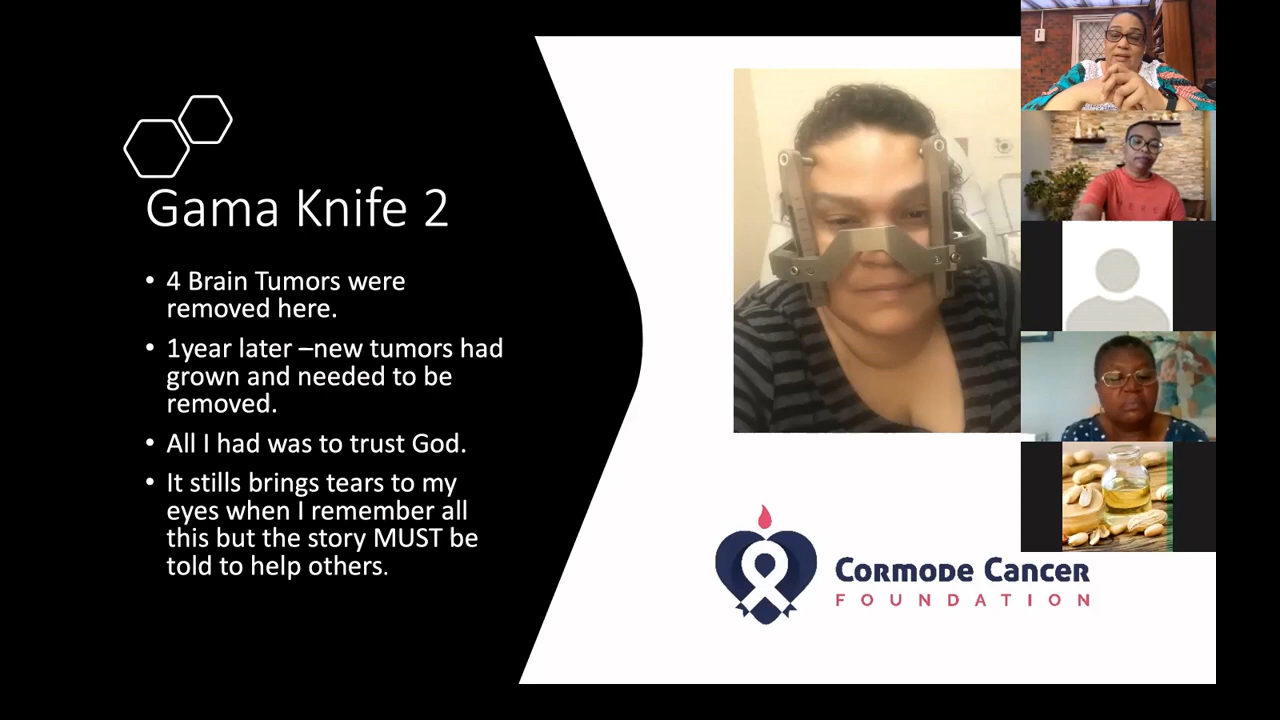 Gama Knife 2
• 4 Brain Tumors were
removed here.
• 1year later –new tumors had
grown and needed to be
removed.
• All I had was to trust God.
• It stills brings tears to my
eyes when I remember all
this but the story MUST be
told to help others.
Cormode Cancer
FOUNDATION